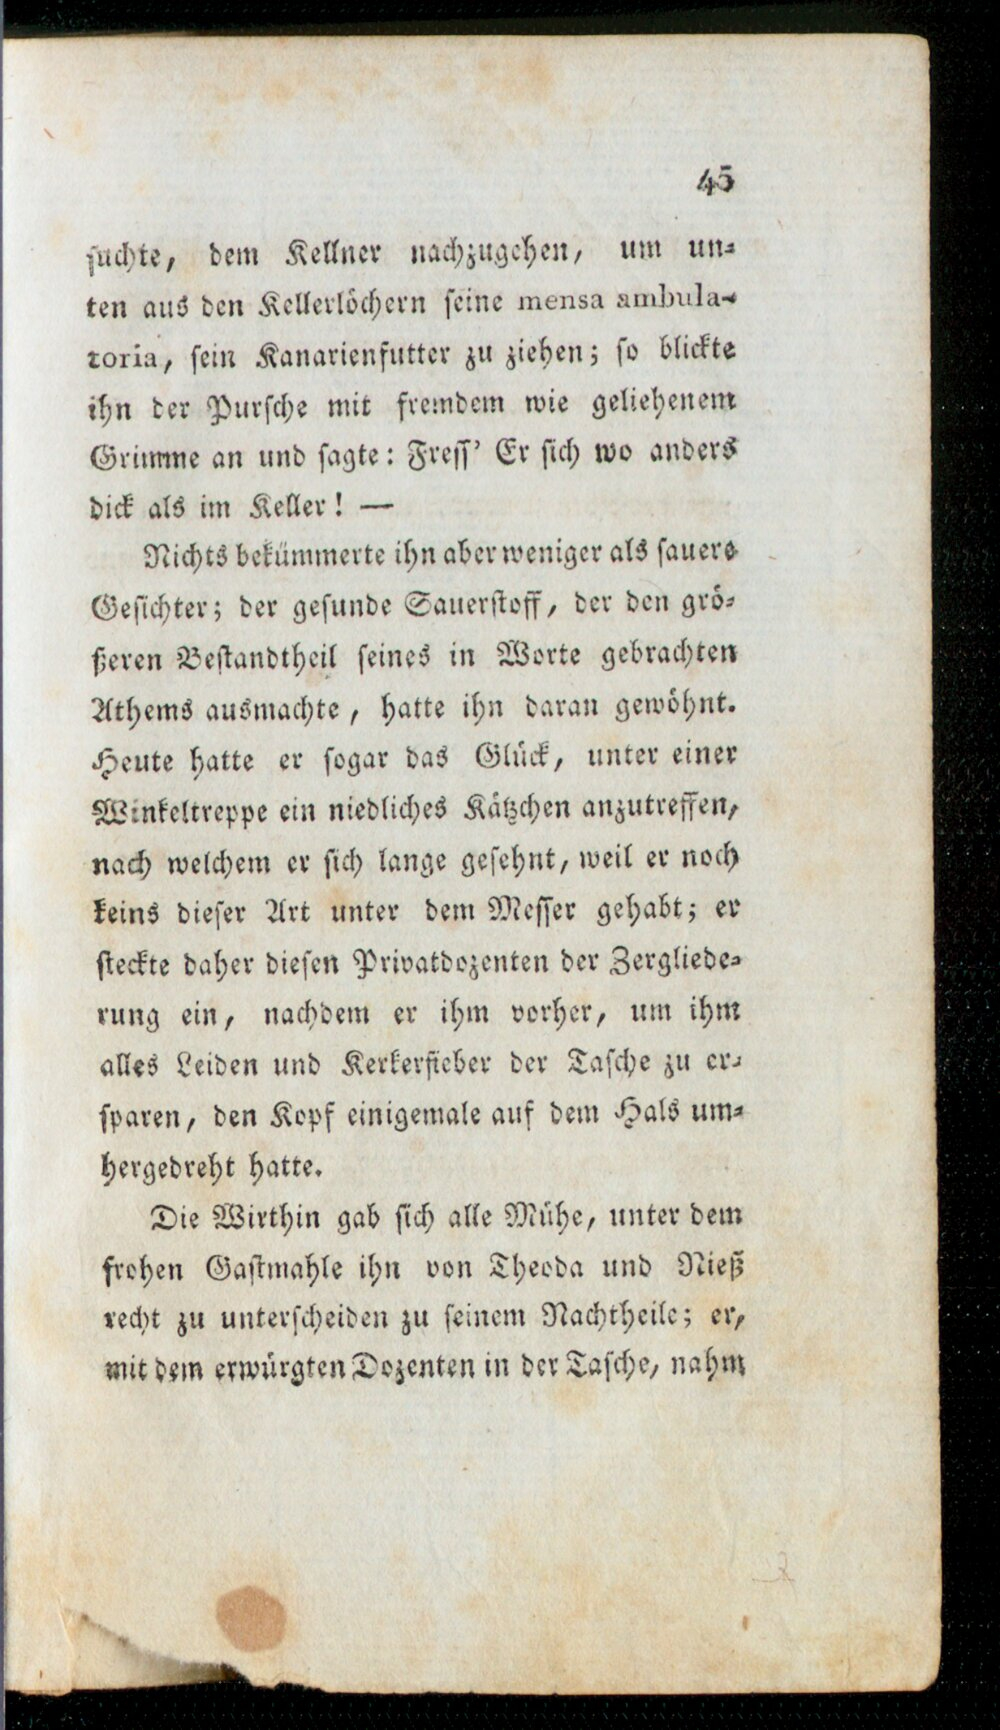 45
suchte, dem Kellner nachzugehen, um un-
ten aus den Kellerlöchern seine mensa ambula-
toria, sein Kanarienfutter zu ziehen; so blickte
ihn der Pursche mit fremdem wie geliehenem
Grimme an und sagte: Fress' Er sich wo anders
dick als im Keller! —
Nichts bekümmerte ihn aber weniger als sauere
Gesichter; der gesunde Sauerstoff, der den grö-
ßeren Bestandtheil seines in Worte gebrachten
Athems ausmachte, hatte ihn daran gewöhnt.
Heute hatte er sogar das Glück, unter einer
Winkeltreppe ein niedliches Kätzchen anzutreffen,
nach welchem er sich lange gesehnt, weil er noch
keins dieser Art unter dem Messer gehabt; er
steckte daher diesen Privatdozenten der Zergliede-
rung ein, nachdem er ihm vorher, um ihm
alles Leiden und Kerkerfieber der Tasche zu er-
sparen, den Kopf einigemale auf dem Hals um-
hergedreht hatte.
Die Wirthin gab sich alle Mühe, unter dem
frohen Gastmahle ihn von Theoda und Nieß
recht zu unterscheiden zu seinem Nachtheile; er,
mit dem erwürgten Dozenten in der Tasche, nahm